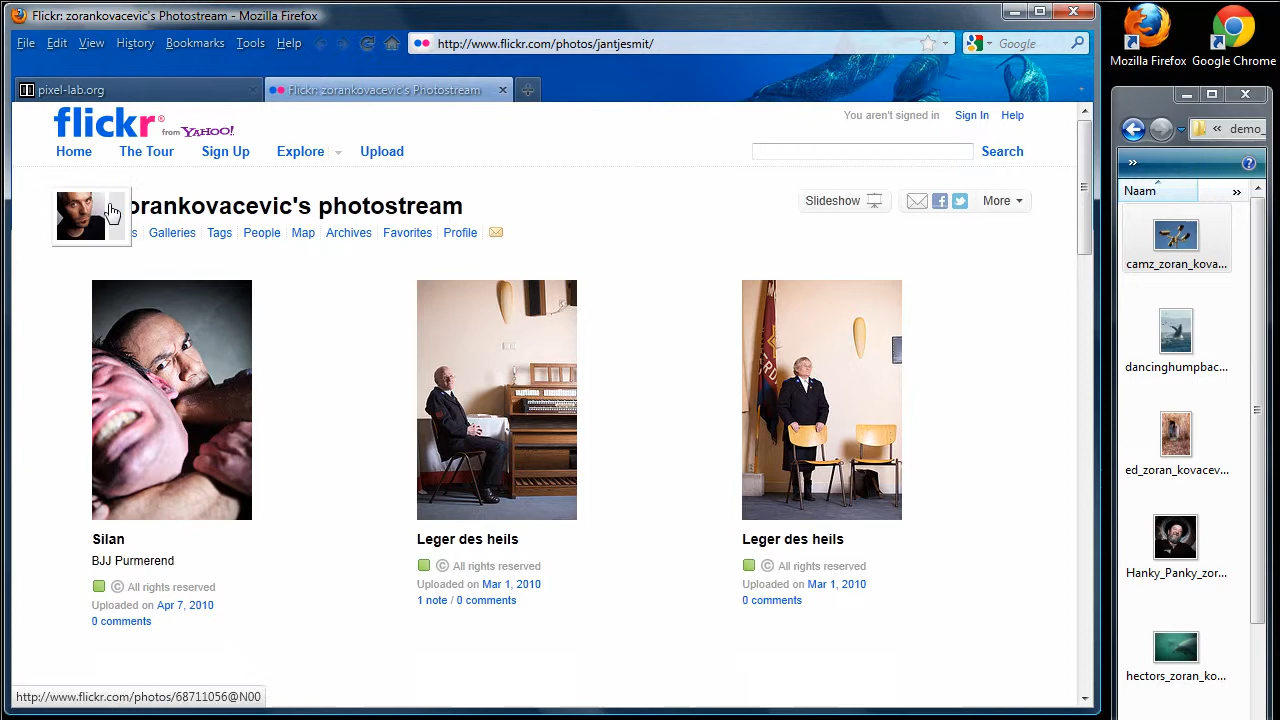 Flickr: zorankovacevic's Photostream - Mozilla Firefox
File Edit View History Bookmarks Tools Help
http://www.flickr.com/photos/jantjesmit/
Google
pixel-lab.org
Flickr: zorankovacevic's Photostream
flickr® from YAHOO!
You aren't signed in Sign In Help
Home The Tour Sign Up Explore Upload
Search
orankovacevic's photostream
Slideshow More
s Galleries Tags People Map Archives Favorites Profile
Silan
BJJ Purmerend
© All rights reserved
Uploaded on Apr 7, 2010
0 comments
Leger des heils
© All rights reserved
Uploaded on Mar 1, 2010
1 note / 0 comments
Leger des heils
© All rights reserved
Uploaded on Mar 1, 2010
0 comments
http://www.flickr.com/photos/68711056@N00
Mozilla Firefox
Google Chrome
« demo_
»
Naam »
camz_zoran_kova...
dancinghumpbac...
ed_zoran_kovacev...
Hanky_Panky_zor...
hectors_zoran_ko...